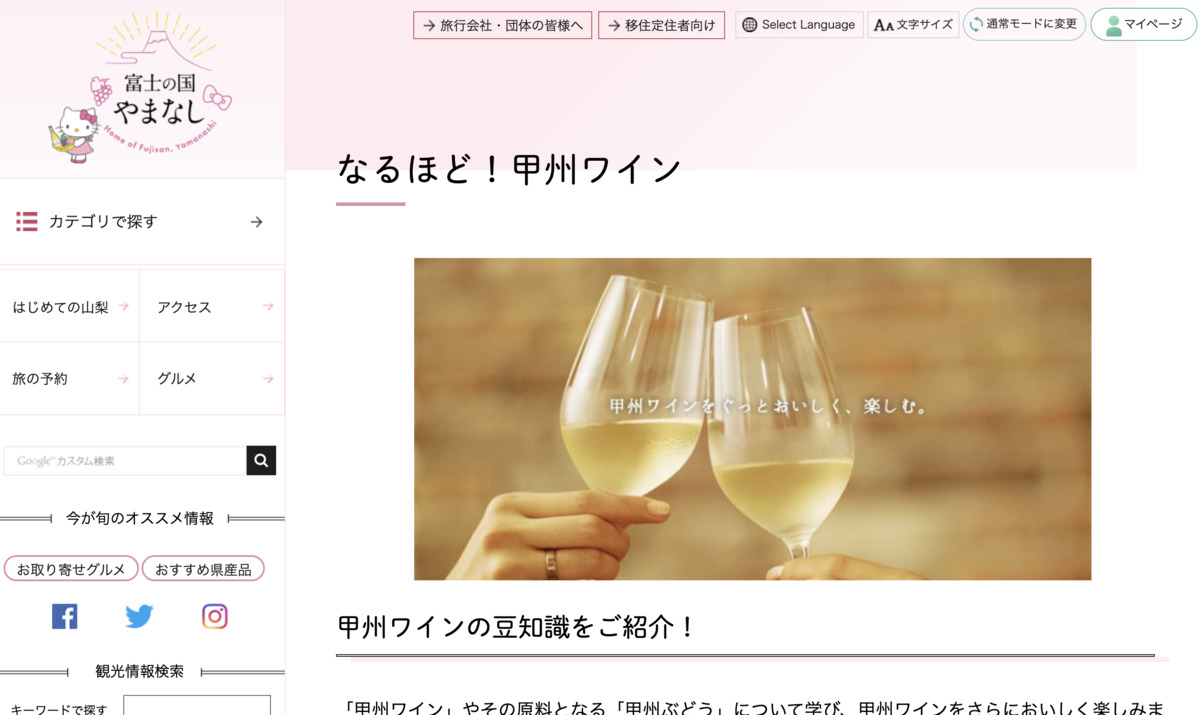 旅行会社・団体の皆様へ
移住定住者向け
Select Language
AA文字サイズ
通常モードに変更
マイページ
富士の国
やまなし
Home of Fujisan, Yamanashi
カテゴリで探す
はじめての山梨
アクセス
旅の予約
グルメ
Google™カスタム検索
今が旬のオススメ情報
お取り寄せグルメ
おすすめ県産品
観光情報検索
キーワードで探す
なるほど！甲州ワイン
甲州ワインをぐっとおいしく、楽しむ。
甲州ワインの豆知識をご紹介！
「甲州ワイン」やその原料となる「甲州ぶどう」について学び、甲州ワインをさらにおいしく楽しみま